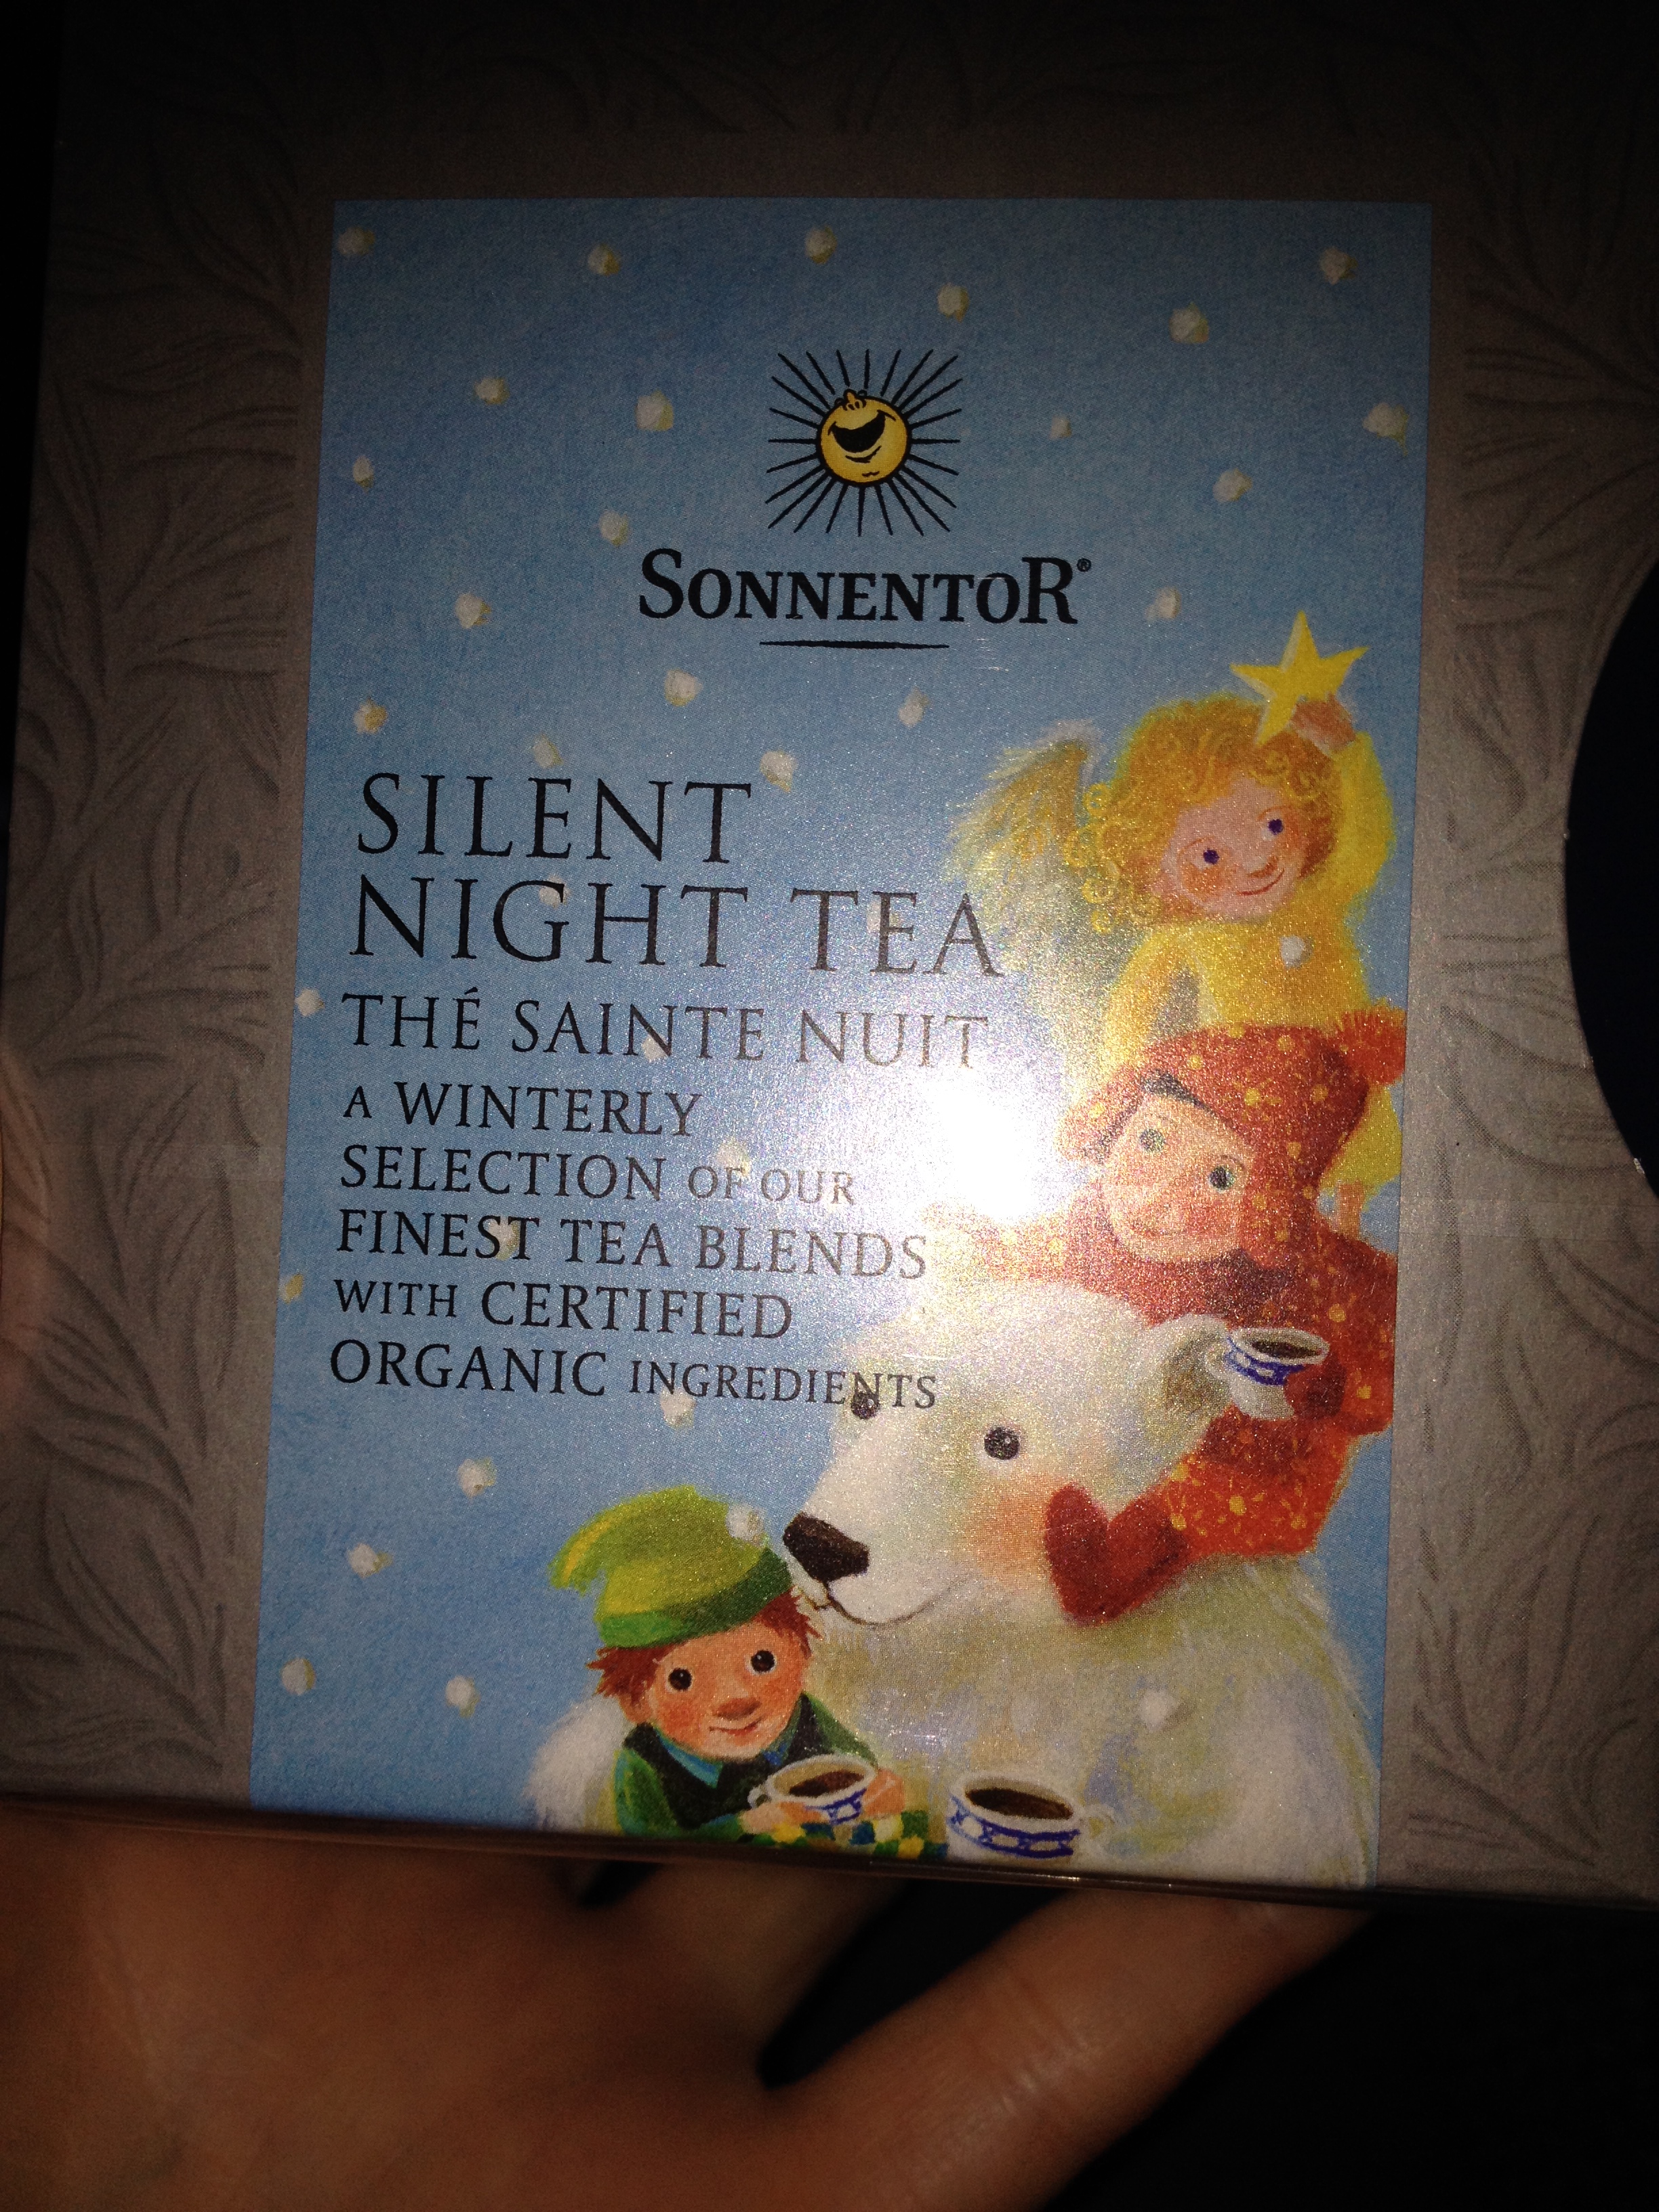 SONNENTOR®
SILENT
NIGHT TEA
THÉ SAINTE NUIT
A WINTERLY
SELECTION OF OUR
FINEST TEA BLENDS
WITH CERTIFIED
ORGANIC INGREDIENTS